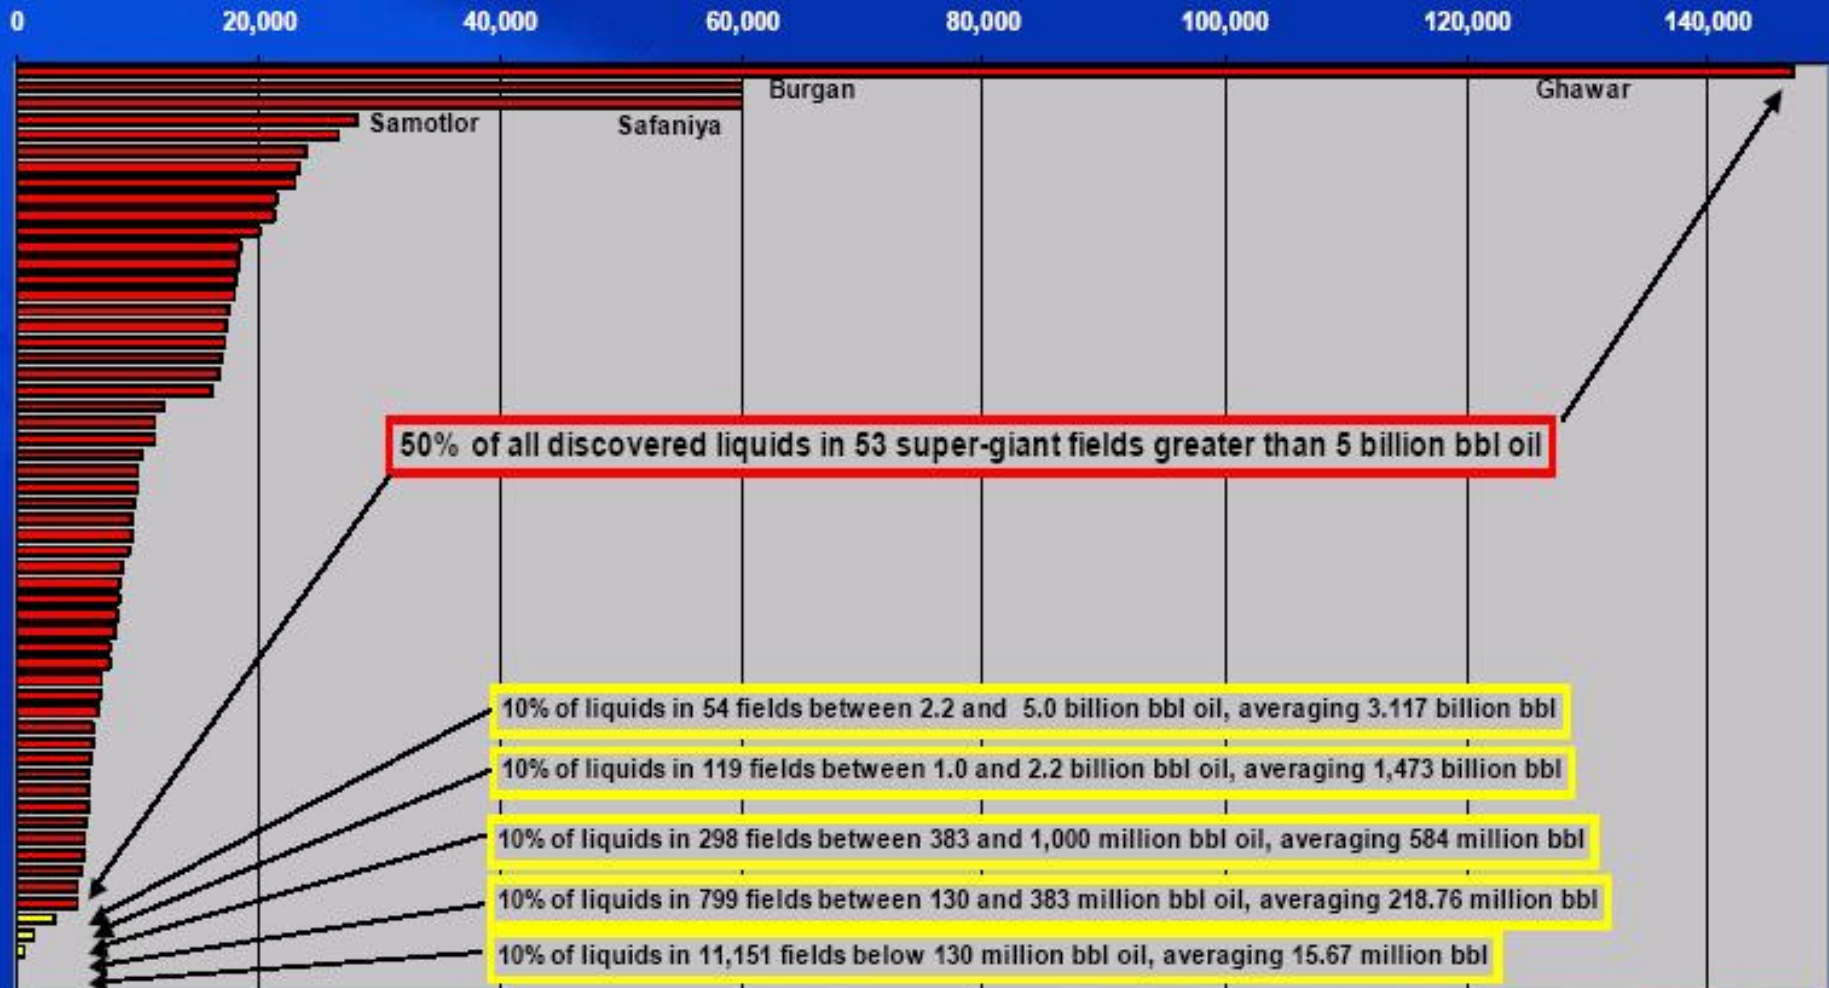 0 20,000 40,000 60,000 80,000 100,000 120,000 140,000
Burgan
Ghawar
Samotlor
Safaniya
50% of all discovered liquids in 53 super-giant fields greater than 5 billion bbl oil
10% of liquids in 54 fields between 2.2 and 5.0 billion bbl oil, averaging 3.117 billion bbl
10% of liquids in 119 fields between 1.0 and 2.2 billion bbl oil, averaging 1,473 billion bbl
10% of liquids in 298 fields between 383 and 1,000 million bbl oil, averaging 584 million bbl
10% of liquids in 799 fields between 130 and 383 million bbl oil, averaging 218.76 million bbl
10% of liquids in 11,151 fields below 130 million bbl oil, averaging 15.67 million bbl